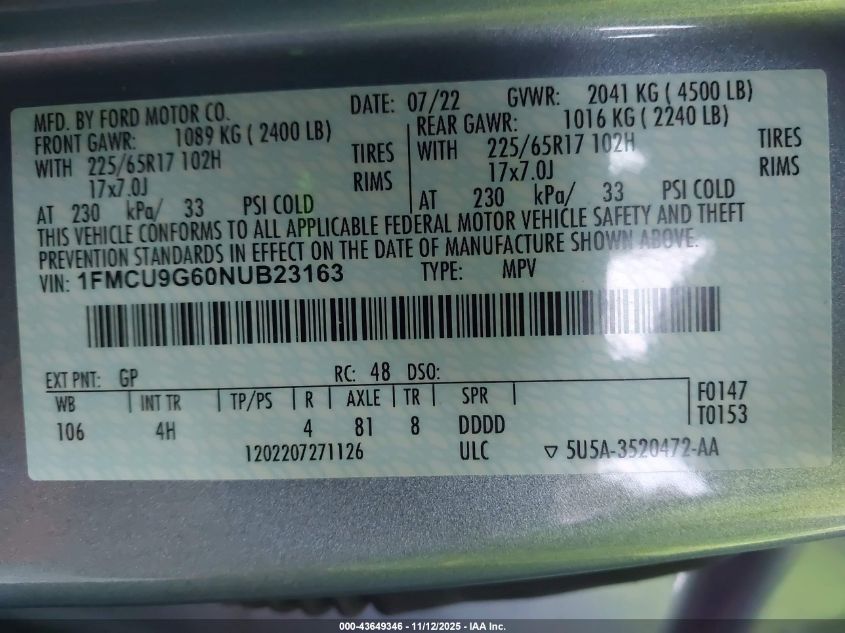 MFD. BY FORD MOTOR CO. DATE: 07/22 GVWR: 2041 KG ( 4500 LB)
FRONT GAWR: 1089 KG ( 2400 LB) REAR GAWR: 1016 KG ( 2240 LB)
WITH 225/65R17 102H TIRES WITH 225/65R17 102H TIRES
17x7.0J RIMS 17x7.0J RIMS
AT 230 kPa/ 33 PSI COLD AT 230 kPa/ 33 PSI COLD
THIS VEHICLE CONFORMS TO ALL APPLICABLE FEDERAL MOTOR VEHICLE SAFETY AND THEFT
PREVENTION STANDARDS IN EFFECT ON THE DATE OF MANUFACTURE SHOWN ABOVE.
VIN: 1FMCU9G60NUB23163 TYPE: MPV
EXT PNT: GP RC: 48 DSO:
WB INT TR TP/PS R AXLE TR SPR F0147
106 4H 4 81 8 DDDD T0153
1202207271126 ULC ▽ 5U5A-3520472-AA
000-43649346 - 11/12/2025 - IAA Inc.